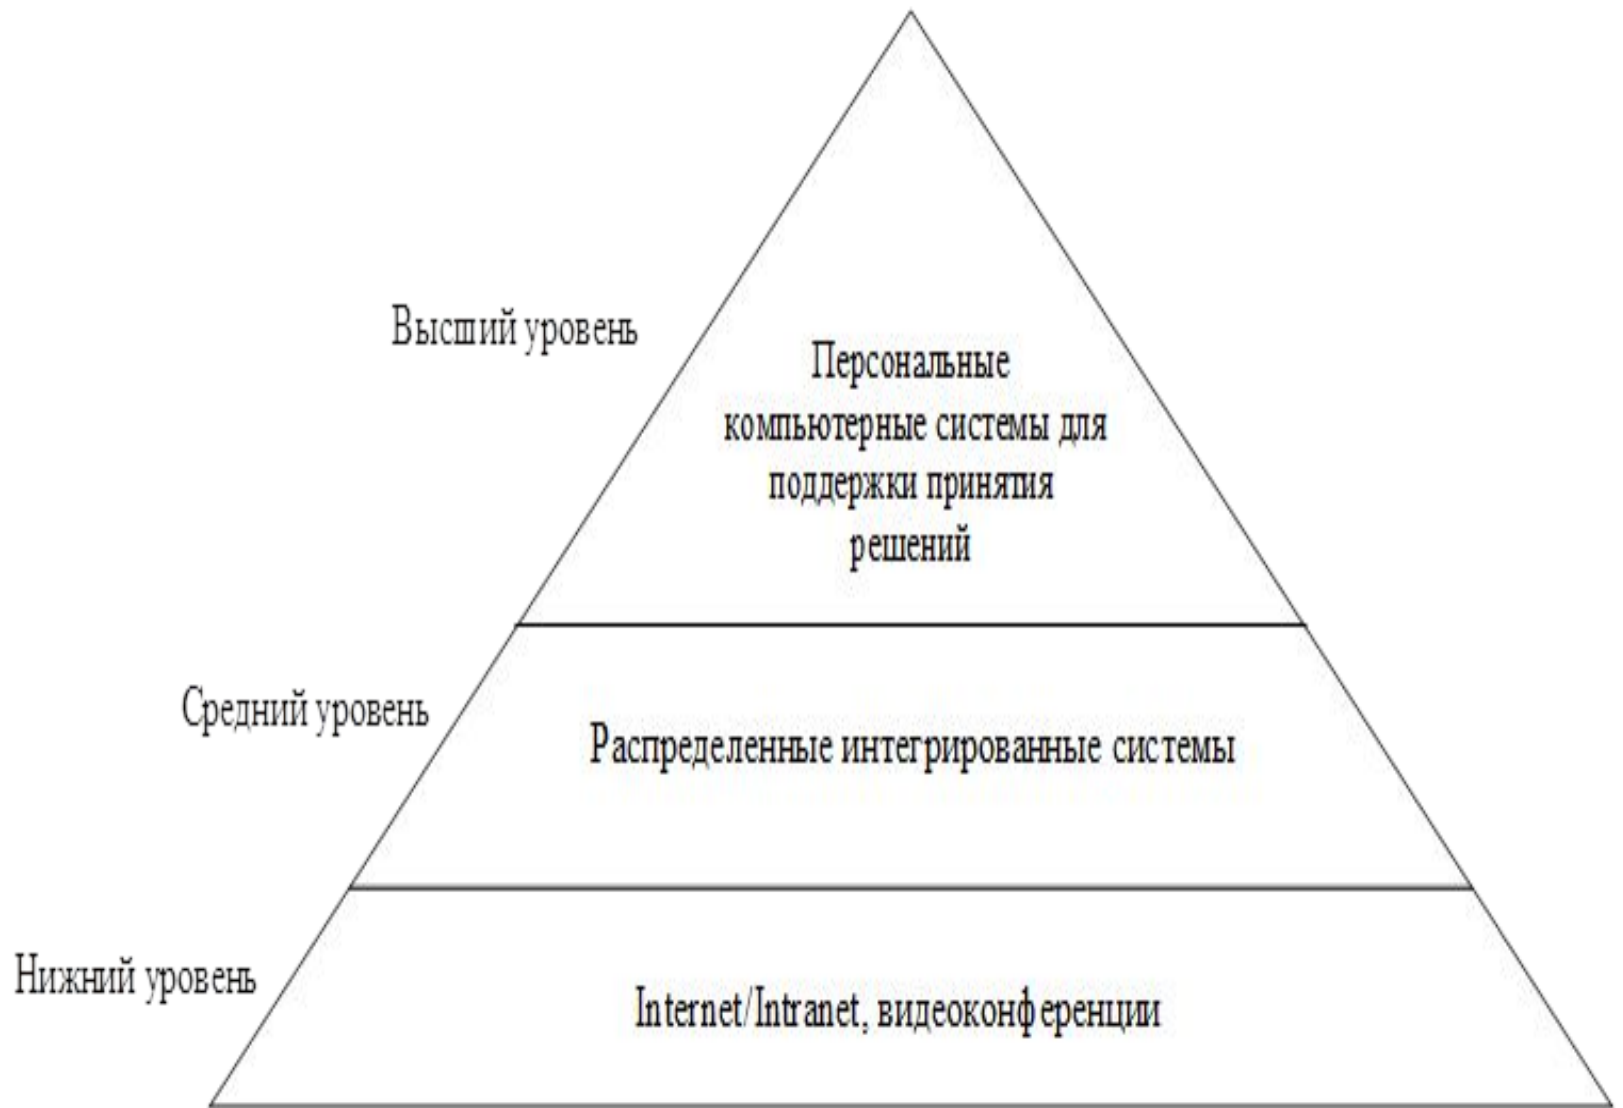 Высший уровень
Персональные
компьютерные системы для
поддержки принятия
решений
Средний уровень
Распределенные интегрированные системы
Нижний уровень
Internet/Intranet, видеоконференции